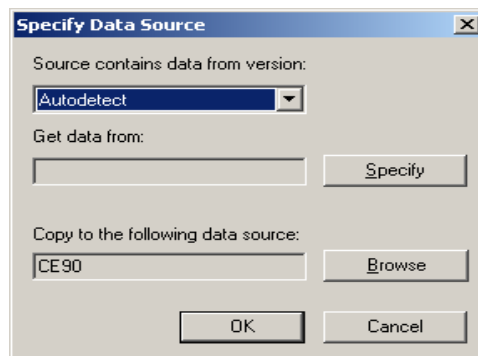 Specify Data Source
Source contains data from version:
Autodetect
Get data from:
Specify
Copy to the following data source:
CE90
Browse
OK
Cancel